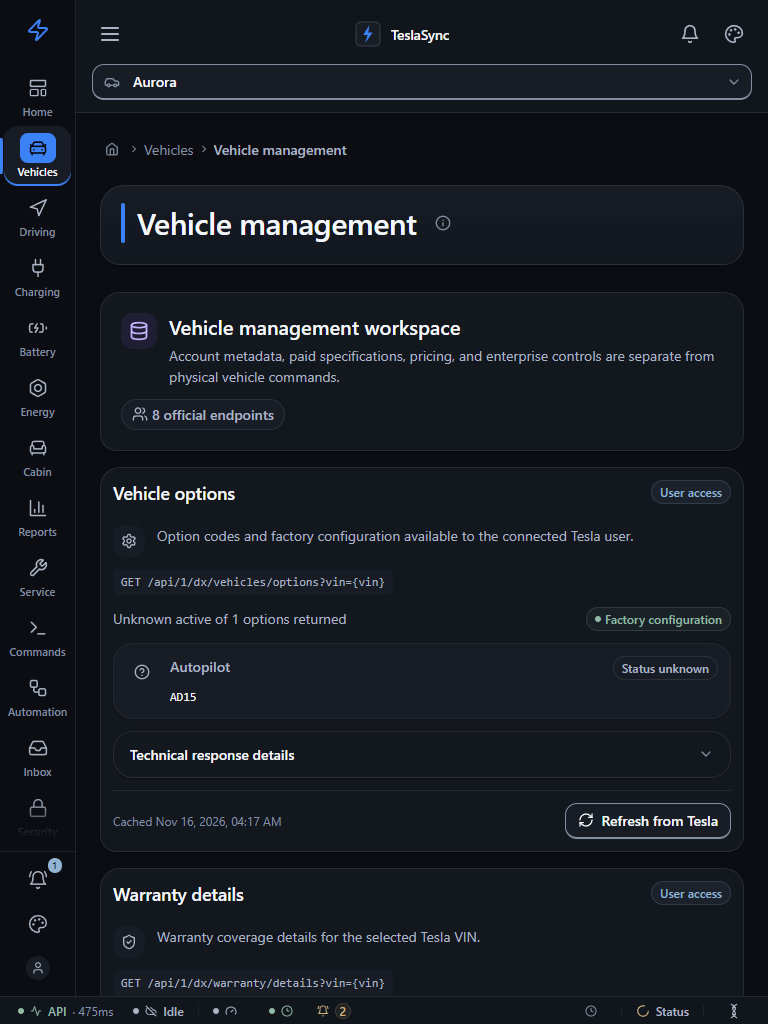 TeslaSync
Aurora
Home
Vehicles
Driving
Charging
Battery
Energy
Cabin
Reports
Service
Commands
Automation
Inbox
Security
1
Vehicles
Vehicle management
Vehicle management
Vehicle management workspace
Account metadata, paid specifications, pricing, and enterprise controls are separate from
physical vehicle commands.
8 official endpoints
Vehicle options
User access
Option codes and factory configuration available to the connected Tesla user.
GET /api/1/dx/vehicles/options?vin={vin}
Unknown active of 1 options returned
Factory configuration
Autopilot
Status unknown
AD15
Technical response details
Cached Nov 16, 2026, 04:17 AM
Refresh from Tesla
Warranty details
User access
Warranty coverage details for the selected Tesla VIN.
GET /api/1/dx/warranty/details?vin={vin}
API · 475ms
Idle
2
Status